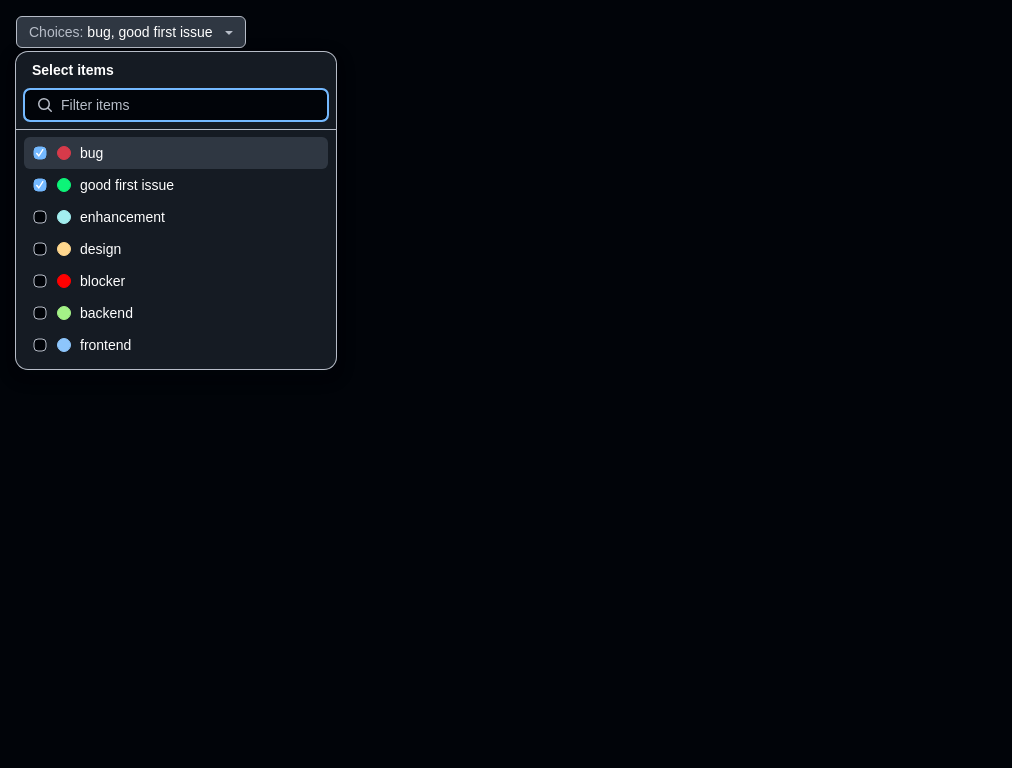 Choices: bug, good first issue
Select items
Filter items
bug
good first issue
enhancement
design
blocker
backend
frontend